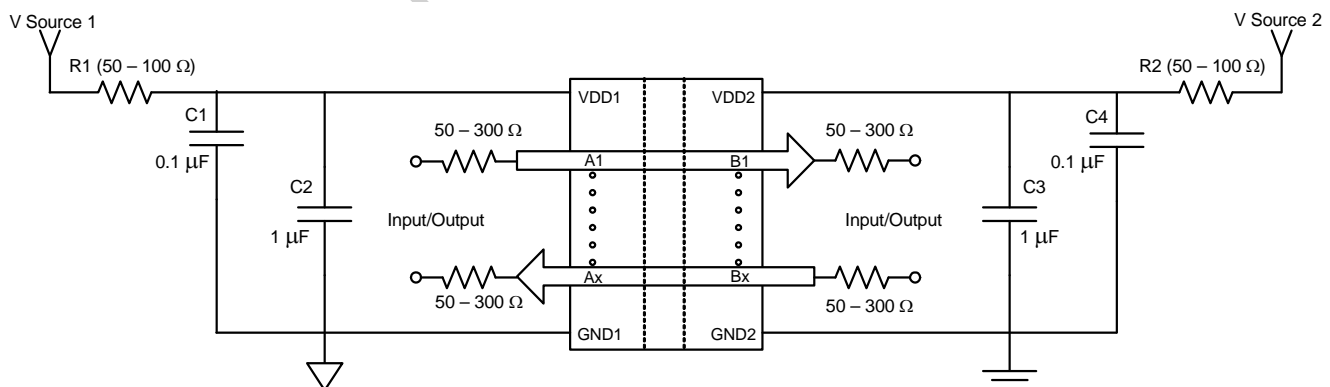 V Source 1
V Source 2
R1 (50 – 100 Ω)
R2 (50 – 100 Ω)
VDD1
VDD2
C1
C4
50 – 300 Ω
50 – 300 Ω
0.1 μF
A1
B1
0.1 μF
C2
C3
Input/Output
Input/Output
1 μF
1 μF
Ax
Bx
50 – 300 Ω
50 – 300 Ω
GND1
GND2